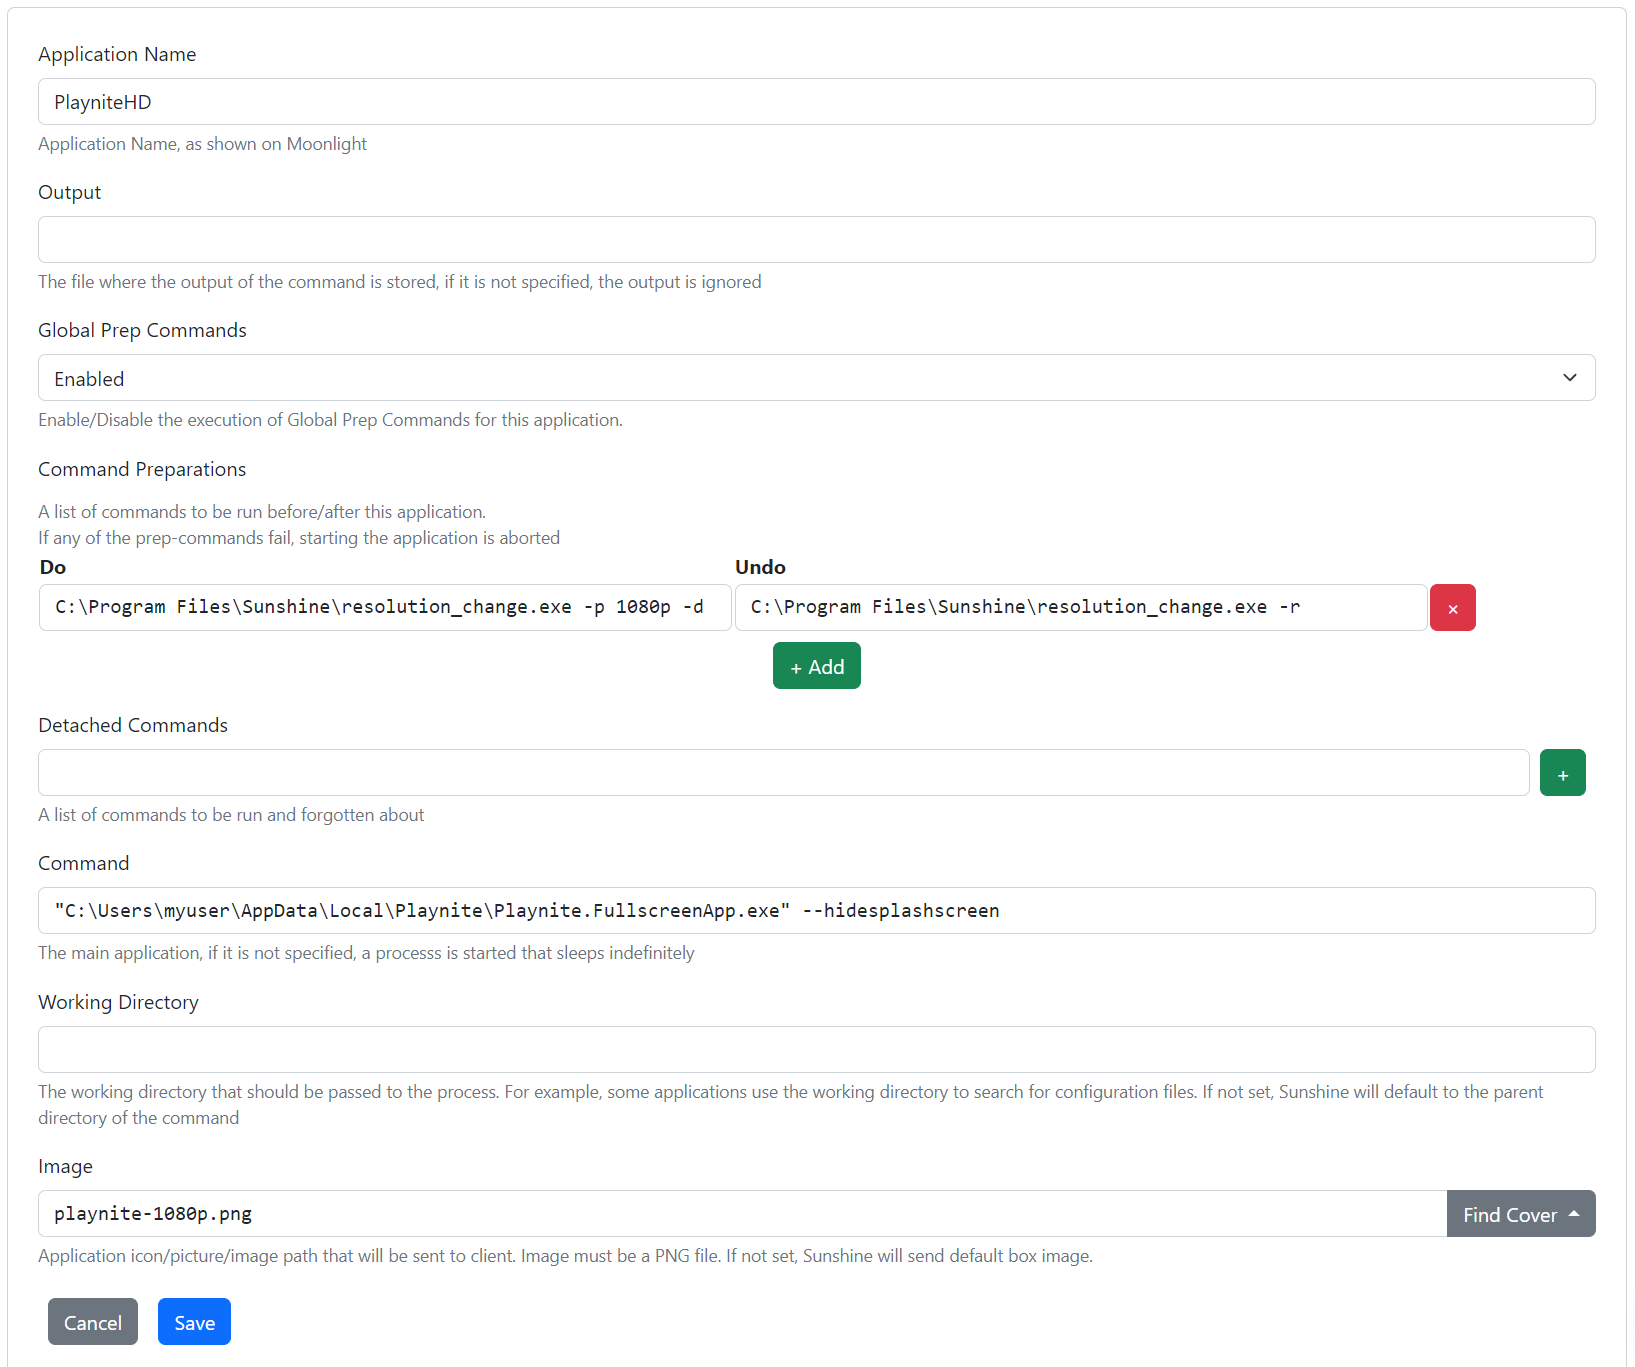 Application Name
PlayniteHD
Application Name, as shown on Moonlight
Output
The file where the output of the command is stored, if it is not specified, the output is ignored
Global Prep Commands
Enabled
Enable/Disable the execution of Global Prep Commands for this application.
Command Preparations
A list of commands to be run before/after this application.
If any of the prep-commands fail, starting the application is aborted
Do Undo
C:\Program Files\Sunshine\resolution_change.exe -p 1080p -d C:\Program Files\Sunshine\resolution_change.exe -r ×
+ Add
Detached Commands
+
A list of commands to be run and forgotten about
Command
"C:\Users\myuser\AppData\Local\Playnite\Playnite.FullscreenApp.exe" --hidesplashscreen
The main application, if it is not specified, a processs is started that sleeps indefinitely
Working Directory
The working directory that should be passed to the process. For example, some applications use the working directory to search for configuration files. If not set, Sunshine will default to the parent
directory of the command
Image
playnite-1080p.png Find Cover
Application icon/picture/image path that will be sent to client. Image must be a PNG file. If not set, Sunshine will send default box image.
Cancel Save